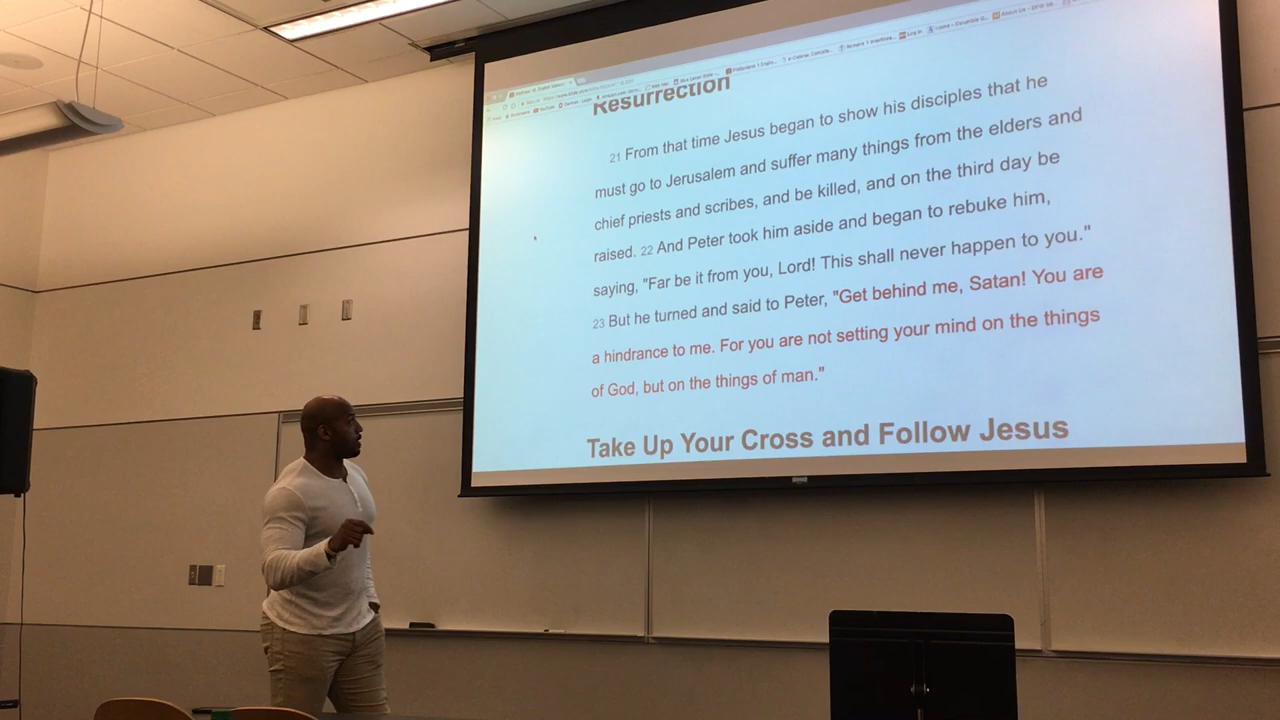 YouTube
Log In
Resurrection
21 From that time Jesus began to show his disciples that he
must go to Jerusalem and suffer many things from the elders and
chief priests and scribes, and be killed, and on the third day be
raised. 22 And Peter took him aside and began to rebuke him,
saying, "Far be it from you, Lord! This shall never happen to you."
23 But he turned and said to Peter, "Get behind me, Satan! You are
a hindrance to me. For you are not setting your mind on the things
of God, but on the things of man."
Take Up Your Cross and Follow Jesus